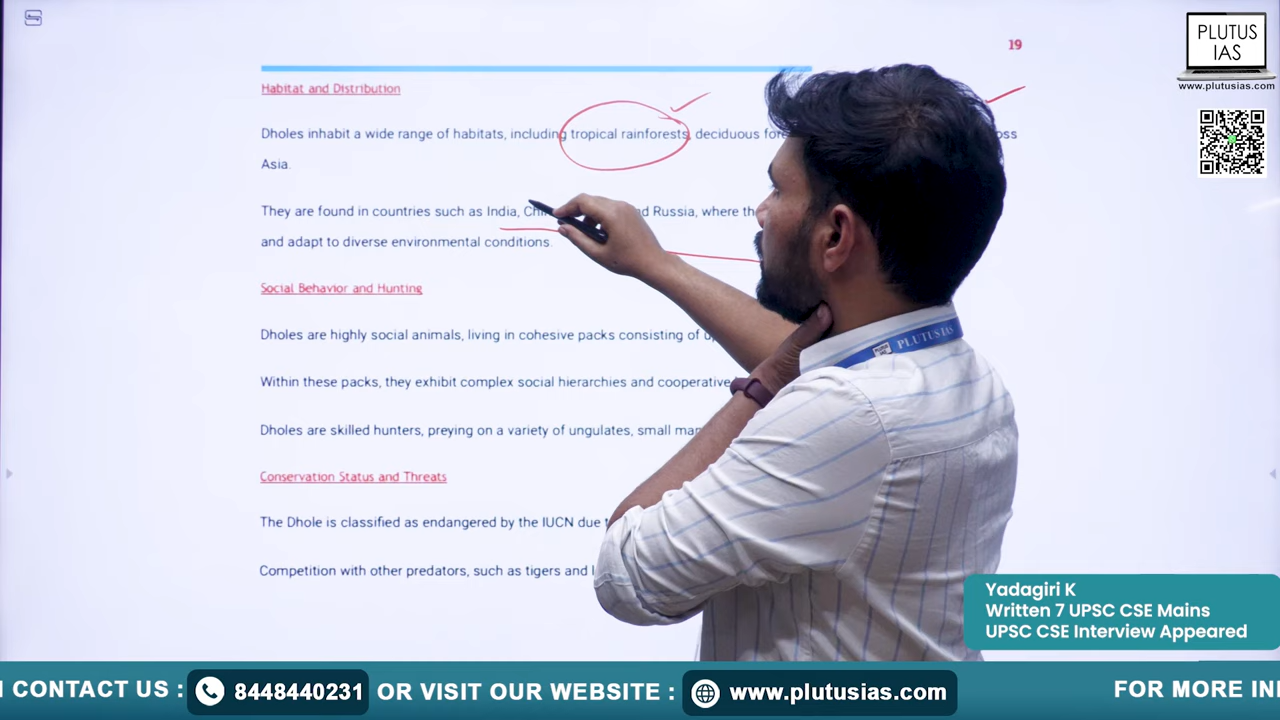 19
PLUTUS
IAS
www.plutusias.com
Habitat and Distribution
Dholes inhabit a wide range of habitats, including tropical rainforests, deciduous
Asia.
They are found in countries such as India, Russia, where
and adapt to diverse environmental conditions.
Social Behavior and Hunting
Dholes are highly social animals, living in cohesive packs consisting of
Within these packs, they exhibit complex social hierarchies and cooperative
Dholes are skilled hunters, preying on a variety of ungulates, small
Conservation Status and Threats
The Dhole is classified as endangered by the IUCN due
Competition with other predators, such as tigers and
PLUTUS IAS
Yadagiri K
Written 7 UPSC CSE Mains
UPSC CSE Interview Appeared
CONTACT US : 8448440231 OR VISIT OUR WEBSITE : www.plutusias.com FOR MORE